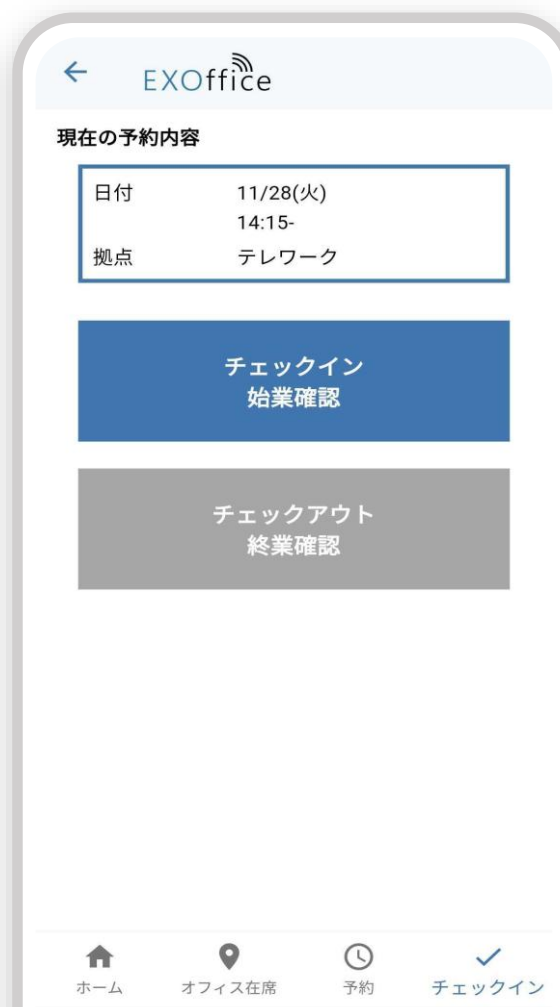 EXOffice
現在の予約内容
日付 11/28(火)
14:15-
拠点 テレワーク
チェックイン
始業確認
チェックアウト
終業確認
ホーム オフィス在席 予約 チェックイン